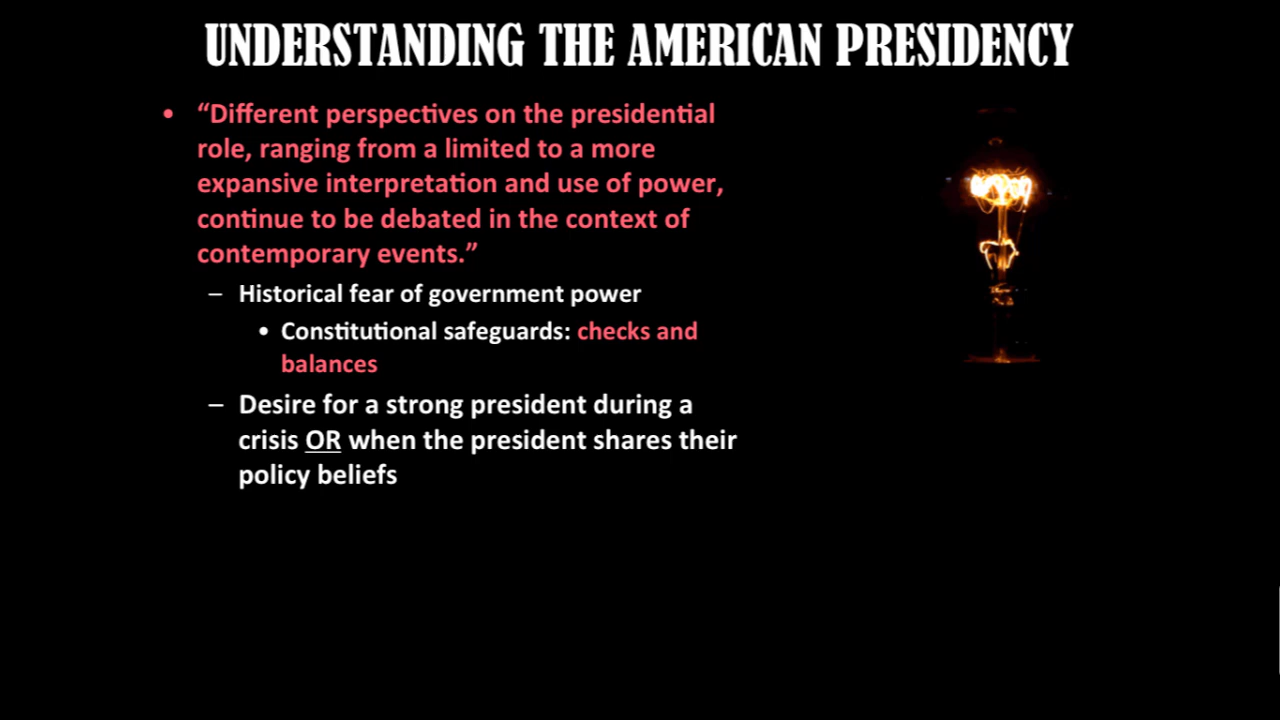 UNDERSTANDING THE AMERICAN PRESIDENCY
• “Different perspectives on the presidential
role, ranging from a limited to a more
expansive interpretation and use of power,
continue to be debated in the context of
contemporary events.”
– Historical fear of government power
• Constitutional safeguards: checks and
balances
– Desire for a strong president during a
crisis OR when the president shares their
policy beliefs